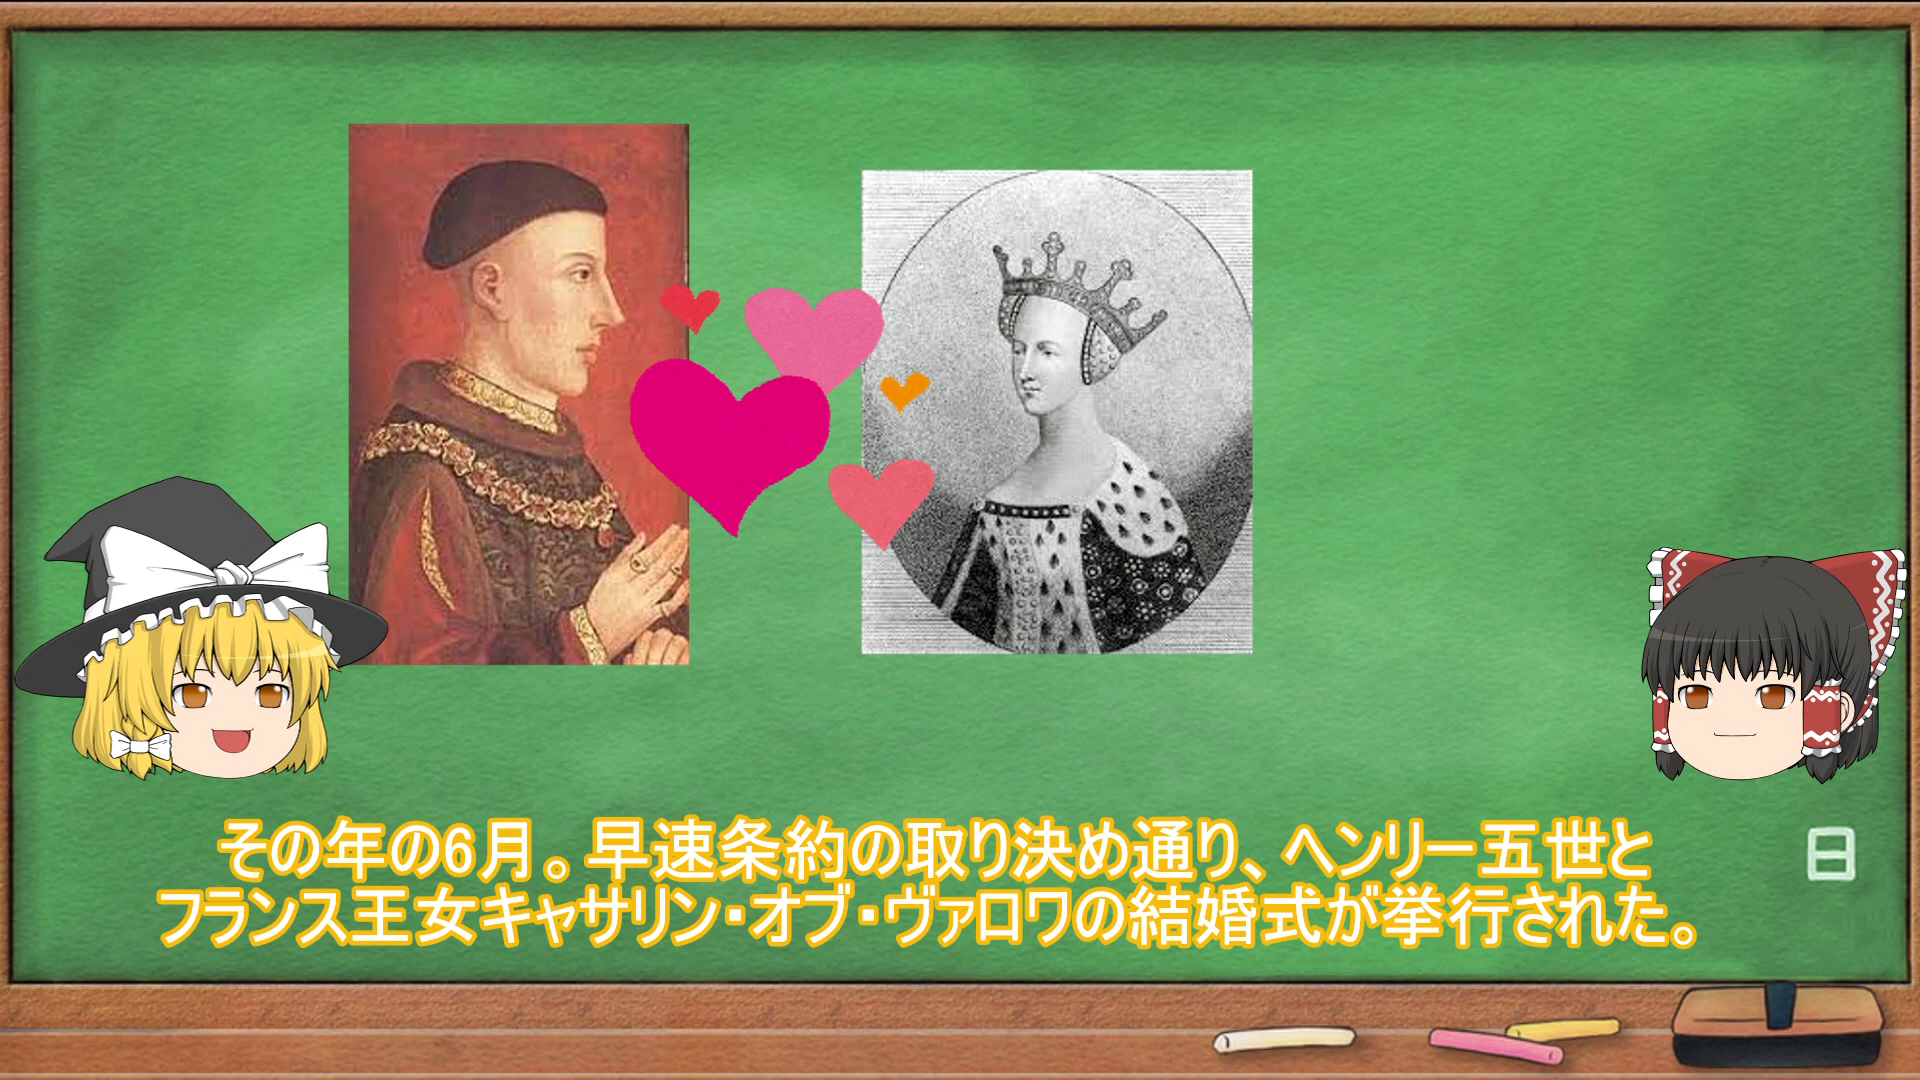 その年の6月。早速条約の取り決め通り、ヘンリー五世と
フランス王女キャサリン・オブ・ヴァロワの結婚式が挙行された。
日